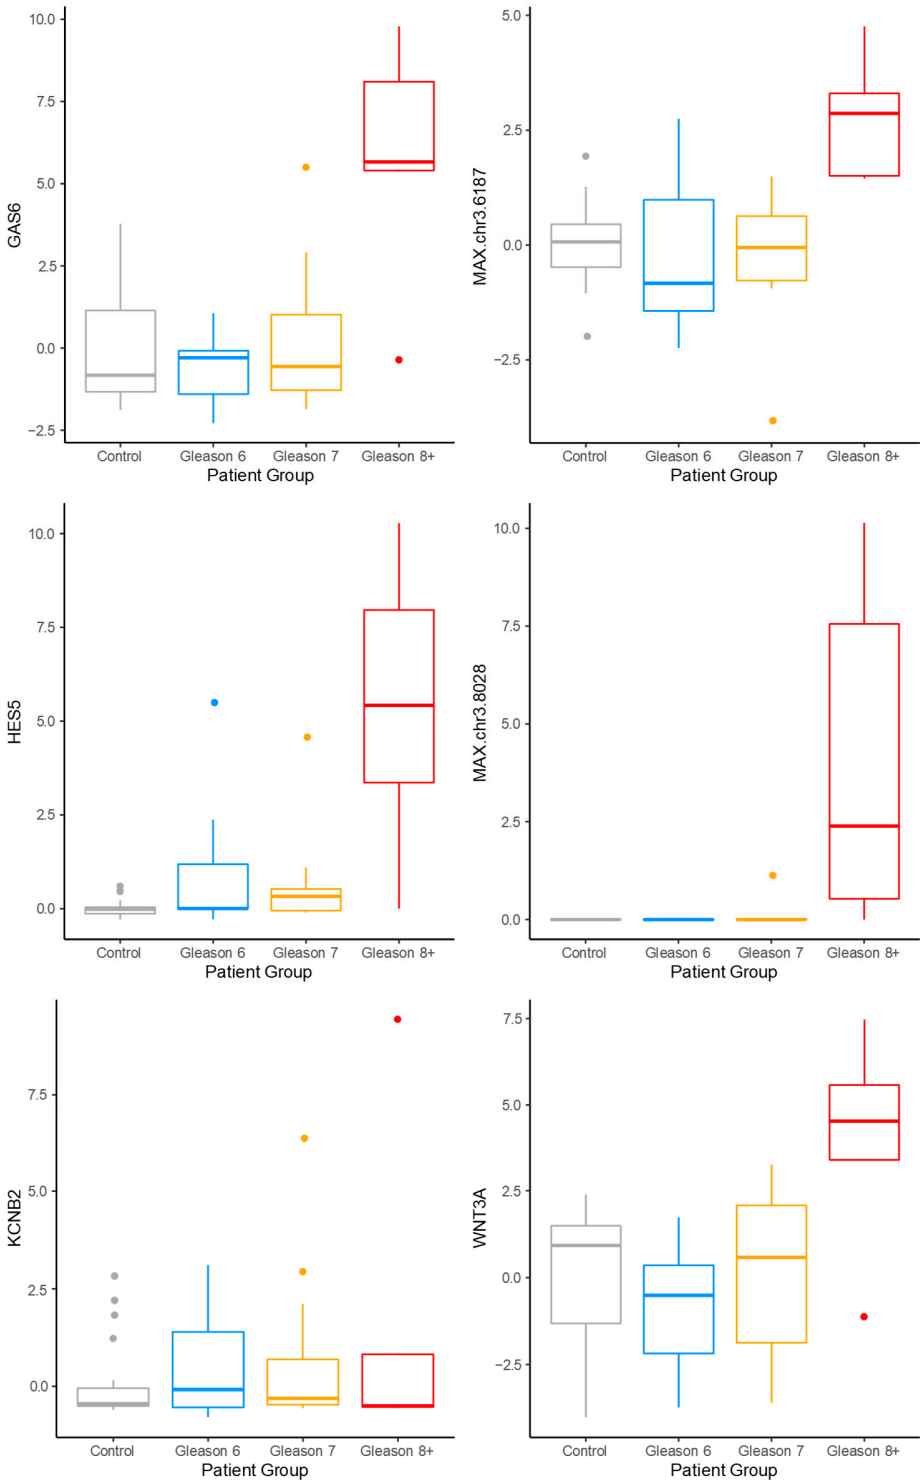 GAS6
10.0
7.5
5.0
2.5
0.0
−2.5
Control Gleason 6 Gleason 7 Gleason 8+
Patient Group
MAX.chr3.6187
5.0
2.5
0.0
−2.5
Control Gleason 6 Gleason 7 Gleason 8+
Patient Group
HES5
10.0
7.5
5.0
2.5
0.0
Control Gleason 6 Gleason 7 Gleason 8+
Patient Group
MAX.chr3.8028
10.0
7.5
5.0
2.5
0.0
Control Gleason 6 Gleason 7 Gleason 8+
Patient Group
KCNB2
7.5
5.0
2.5
0.0
Control Gleason 6 Gleason 7 Gleason 8+
Patient Group
WNT3A
7.5
5.0
2.5
0.0
−2.5
Control Gleason 6 Gleason 7 Gleason 8+
Patient Group